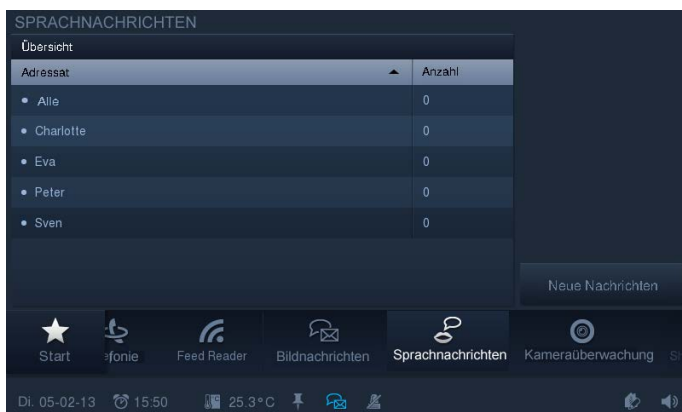 SPRACHNACHRICHTEN
Übersicht
Adressat Anzahl
Alle 0
Charlotte 0
Eva 0
Peter 0
Sven 0
Neue Nachrichten
Start efonie Feed Reader Bildnachrichten Sprachnachrichten Kameraüberwachung
Di. 05-02-13 15:50 25.3°C